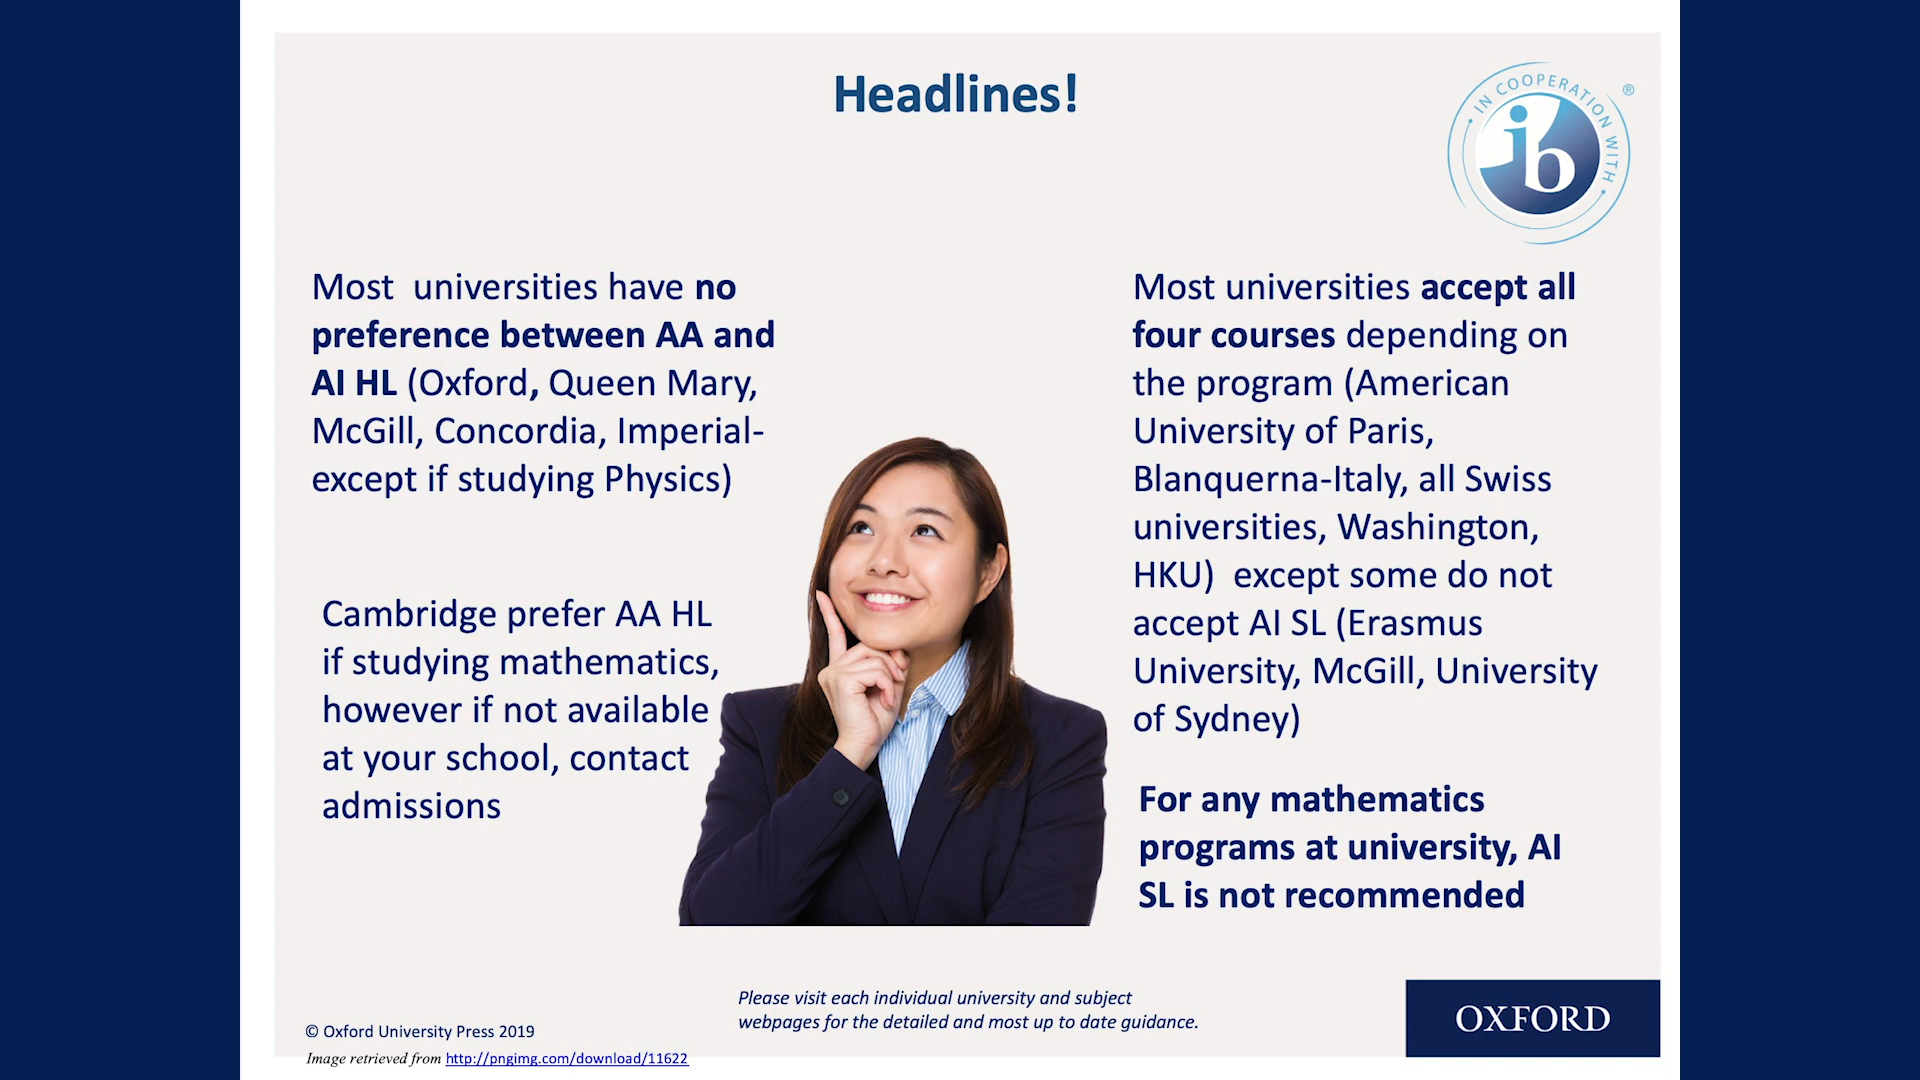 Headlines!
IN COOPERATION WITH
ib
®
Most  universities have no
preference between AA and
AI HL (Oxford, Queen Mary,
McGill, Concordia, Imperial-
except if studying Physics)
Cambridge prefer AA HL
if studying mathematics,
however if not available
at your school, contact
admissions
Most universities accept all
four courses depending on
the program (American
University of Paris,
Blanquerna-Italy, all Swiss
universities, Washington,
HKU)  except some do not
accept AI SL (Erasmus
University, McGill, University
of Sydney)
For any mathematics
programs at university, AI
SL is not recommended
Please visit each individual university and subject
webpages for the detailed and most up to date guidance.
© Oxford University Press 2019
Image retrieved from http://pngimg.com/download/11622
OXFORD